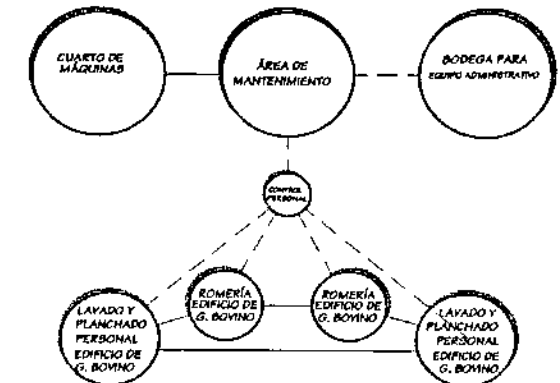 CUARTO DE
MÁQUINAS
ÁREA DE
MANTENIMIENTO
BODEGA PARA
EQUIPO ADMINISTRATIVO
CONTROL
PERSONAL
ROMERÍA
EDIFICIO DE
G. BOVINO
ROMERÍA
EDIFICIO DE
G. BOVINO
LAVADO Y
PLANCHADO
PERSONAL
EDIFICIO DE
G. BOVINO
LAVADO Y
PLANCHADO
PERSONAL
EDIFICIO DE
G. BOVINO